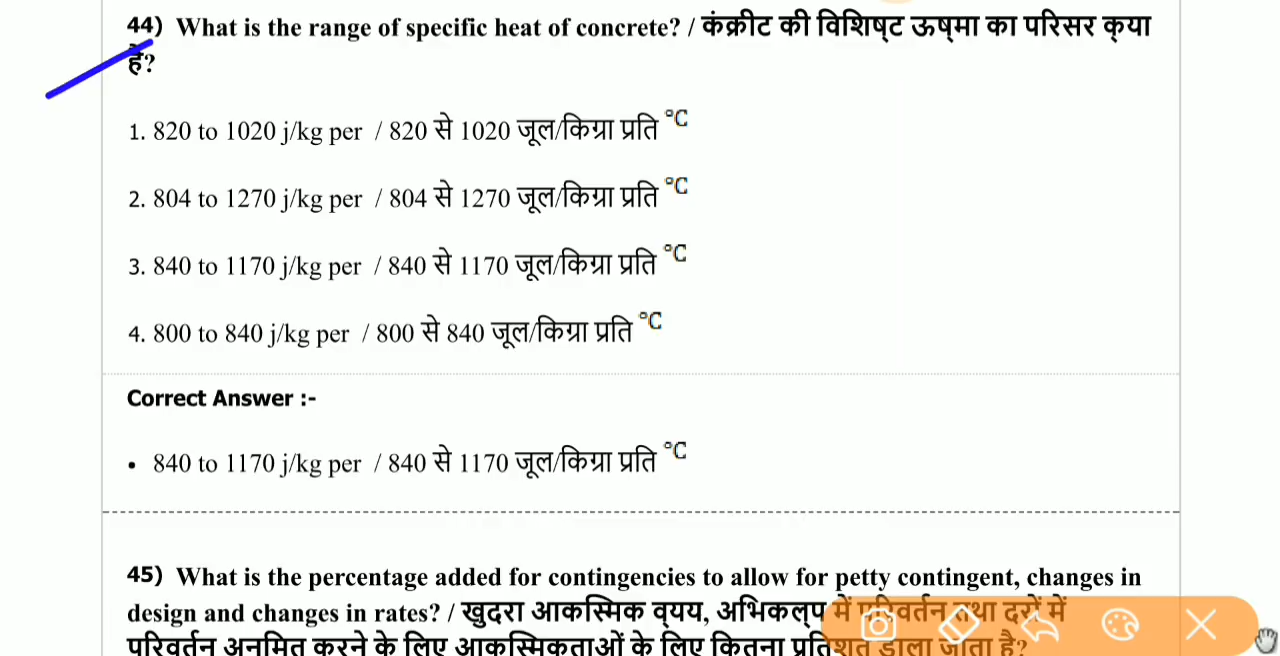 44) What is the range of specific heat of concrete? / कंक्रीट की विशिष्ट ऊष्मा का परिसर क्या
है?
1. 820 to 1020 j/kg per / 820 से 1020 जूल/किग्रा प्रति °C
2. 804 to 1270 j/kg per / 804 से 1270 जूल/किग्रा प्रति °C
3. 840 to 1170 j/kg per / 840 से 1170 जूल/किग्रा प्रति °C
4. 800 to 840 j/kg per / 800 से 840 जूल/किग्रा प्रति °C
Correct Answer :-
• 840 to 1170 j/kg per / 840 से 1170 जूल/किग्रा प्रति °C
45) What is the percentage added for contingencies to allow for petty contingent, changes in
design and changes in rates? / खुदरा आकस्मिक व्यय, अभिकल्प में परिवर्तन तथा दरों में
परिवर्तन अनुमित करने के लिए आकस्मिकताओं के लिए कितना प्रतिशत डाला जाता है?